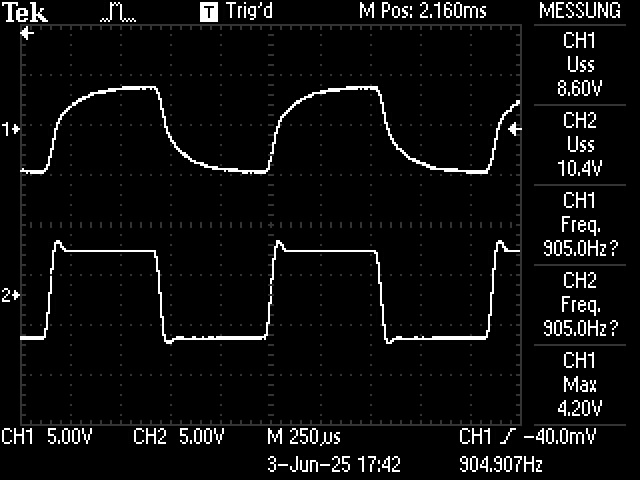 Tek T Trig'd M Pos: 2.160ms MESSUNG
CH1
Uss
8.60V
CH2
Uss
10.4V
CH1
Freq.
905.0Hz?
CH2
Freq.
905.0Hz?
CH1
Max
4.20V
1
2
CH1 5.00V CH2 5.00V M 250µs CH1 -40.0mV
3-Jun-25 17:42 904.907Hz